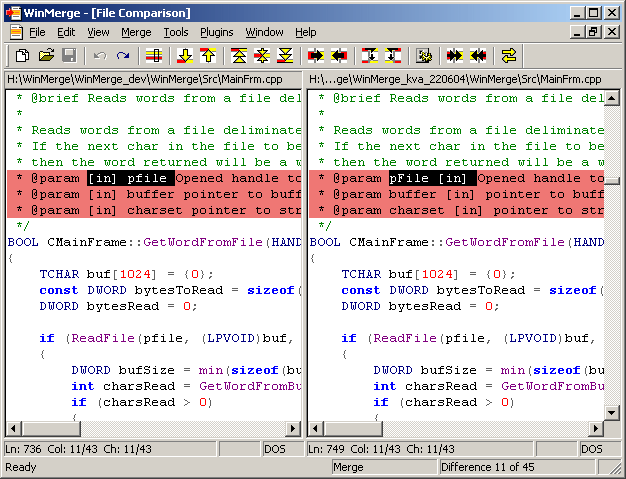 WinMerge - [File Comparison]
File Edit View Merge Tools Plugins Window Help
H:\WinMerge\WinMerge_dev\WinMerge\Src\MainFrm.cpp
* @brief Reads words from a file del
*
* Reads words from a file deliminate
* If the next char in the file to be
* then the word returned will be a w
* @param [in] pfile Opened handle to
* @param [in] buffer pointer to buff
* @param [in] charset pointer to str
*/
BOOL CMainFrame::GetWordFromFile(HAND
{
TCHAR buf[1024] = {0};
const DWORD bytesToRead = sizeof(
DWORD bytesRead = 0;
if (ReadFile(pfile, (LPVOID)buf,
{
DWORD bufSize = min(sizeof(bu
int charsRead = GetWordFromBu
if (charsRead > 0)
{
Ln: 736 Col: 11/43 Ch: 11/43
DOS
H:\...ge\WinMerge_kva_220604\WinMerge\Src\MainFrm.cpp
* @brief Reads words from a file del
*
* Reads words from a file deliminate
* If the next char in the file to be
* then the word returned will be a w
* @param pFile [in] Opened handle to
* @param buffer [in] pointer to buff
* @param charset [in] pointer to str
*/
BOOL CMainFrame::GetWordFromFile(HAND
{
TCHAR buf[1024] = {0};
const DWORD bytesToRead = sizeof(
DWORD bytesRead = 0;
if (ReadFile(pfile, (LPVOID)buf,
{
DWORD bufSize = min(sizeof(bu
int charsRead = GetWordFromBu
if (charsRead > 0)
{
Ln: 749 Col: 11/43 Ch: 11/43
DOS
Ready
Merge
Difference 11 of 45